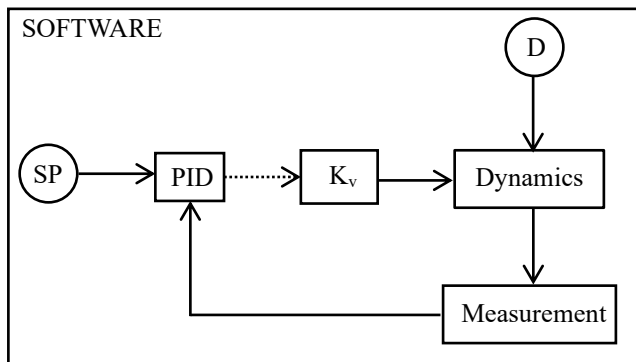 SOFTWARE
D
SP
PID
Kv
Dynamics
Measurement